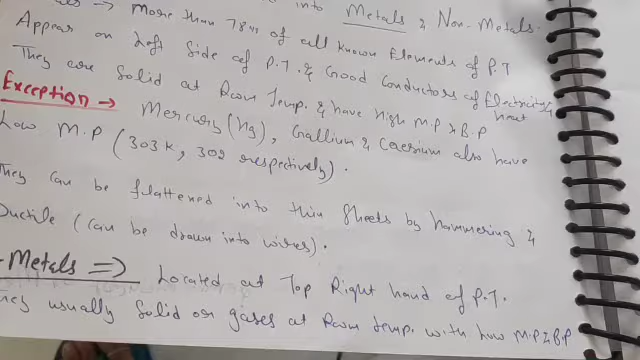 into Metals & Non-Metals.
→ More than 78% of all known Elements of P.T
Appear on Left Side of P.T. & Good Conductors of Electricity & heat
They are Solid at Room Temp. & have High M.P & B.P
Exception → Mercury (Hg), Gallium & Caesium also have
Low M.P (303K, 302 respectively).
They can be flattened into thin Sheets by hammering &
Ductile (can be drawn into wires).
-Metals ⇒ Located at Top Right hand of P.T.
They usually Solid or gases at Room temp. with Low M.P & B.P